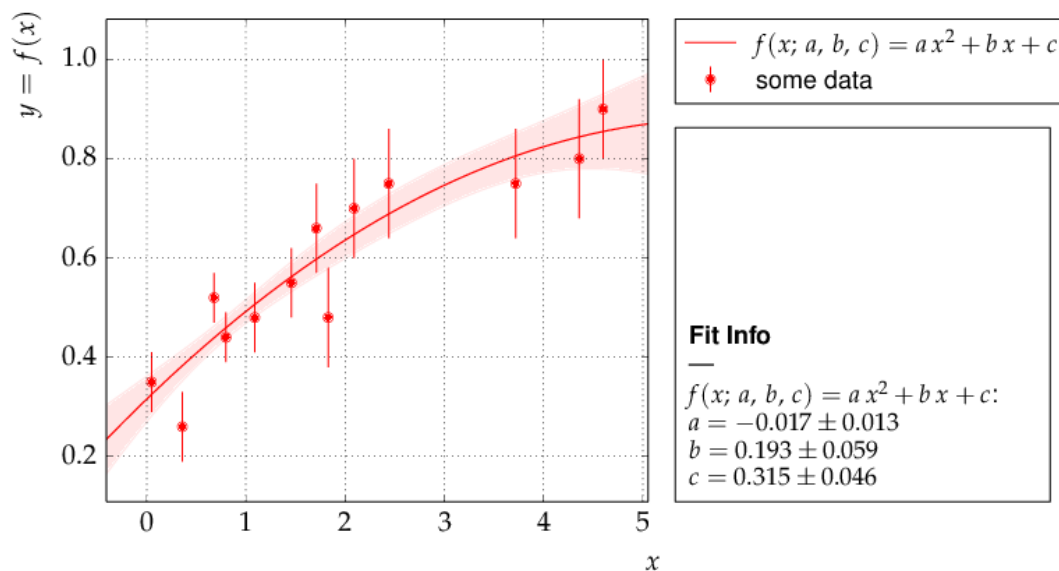 y = f(x)
1.0
0.8
0.6
0.4
0.2
0 1 2 3 4 5
x
f(x; a, b, c) = a x² + b x + c
some data
Fit Info
—
f(x; a, b, c) = a x² + b x + c:
a = −0.017 ± 0.013
b = 0.193 ± 0.059
c = 0.315 ± 0.046